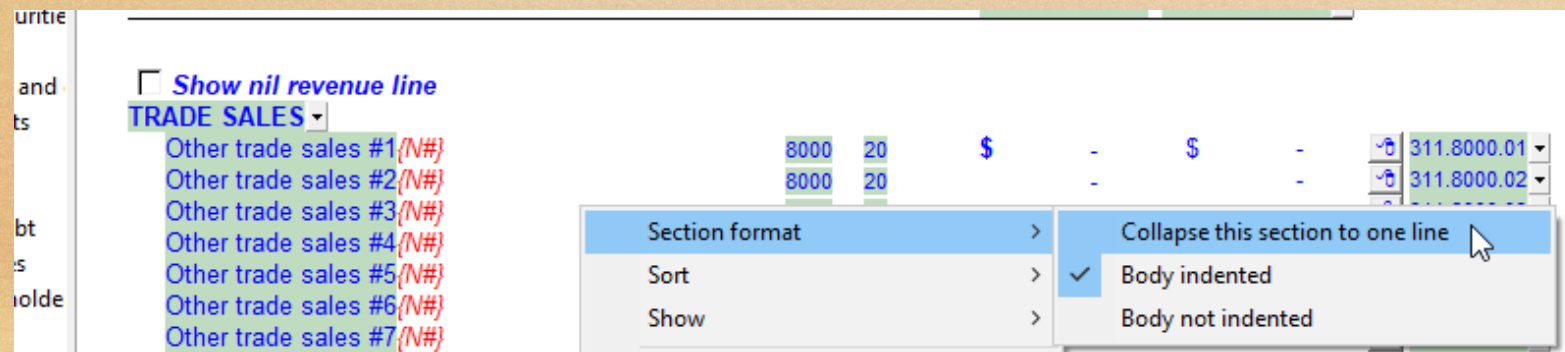 and
ts
bt
es
holde
Show nil revenue line
TRADE SALES
Other trade sales #1{N#} 8000 20 $ - $ - 311.8000.01
Other trade sales #2{N#} 8000 20 - - 311.8000.02
Other trade sales #3{N#}
Other trade sales #4{N#}
Other trade sales #5{N#}
Other trade sales #6{N#}
Other trade sales #7{N#}
Section format >
Sort >
Show >
Collapse this section to one line
Body indented
Body not indented